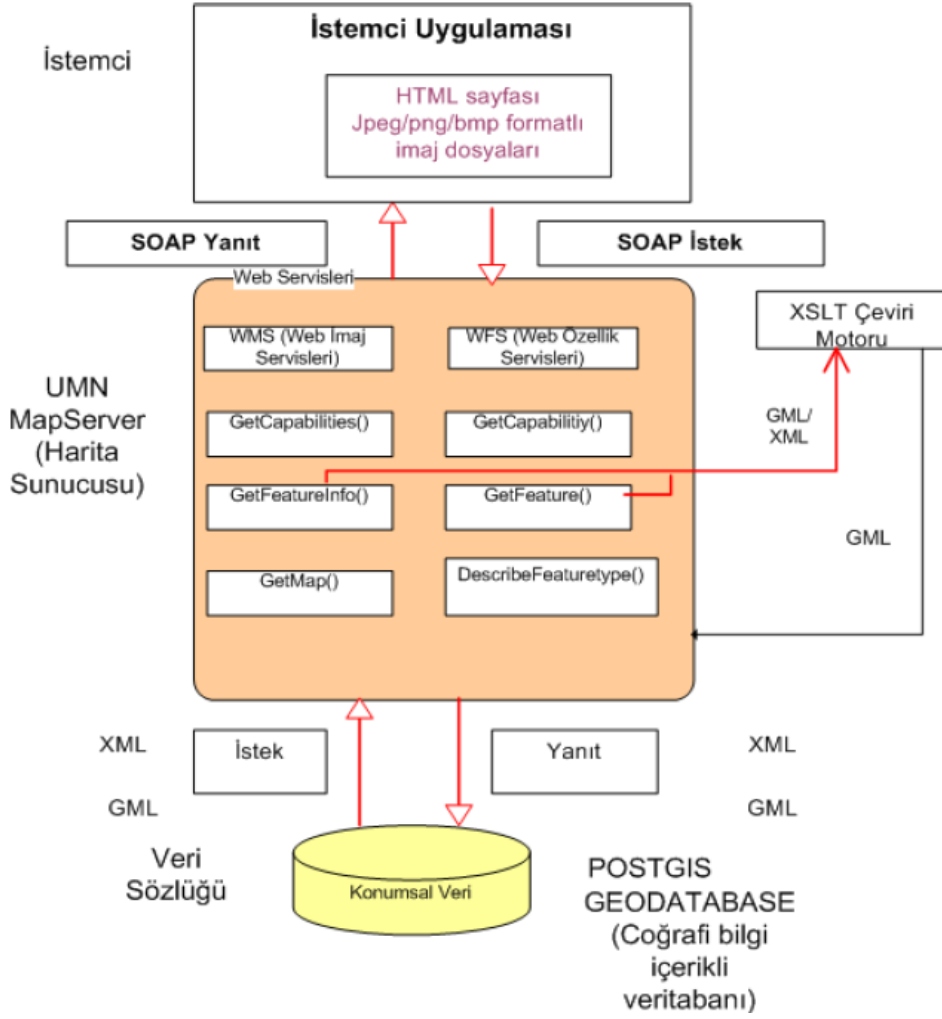 İstemci Uygulaması
İstemci
HTML sayfası
Jpeg/png/bmp formatlı
imaj dosyaları
SOAP Yanıt
SOAP İstek
Web Servisleri
WMS (Web İmaj
Servisleri)
WFS (Web Özellik
Servisleri)
XSLT Çeviri
Motoru
UMN
MapServer
(Harita
Sunucusu)
GetCapabilities()
GetCapabilitiy()
GML/
XML
GetFeatureInfo()
GetFeature()
GML
GetMap()
DescribeFeaturetype()
XML
İstek
Yanıt
XML
GML
GML
Veri
Sözlüğü
Konumsal Veri
POSTGIS
GEODATABASE
(Coğrafi bilgi
içerikli
veritabanı)